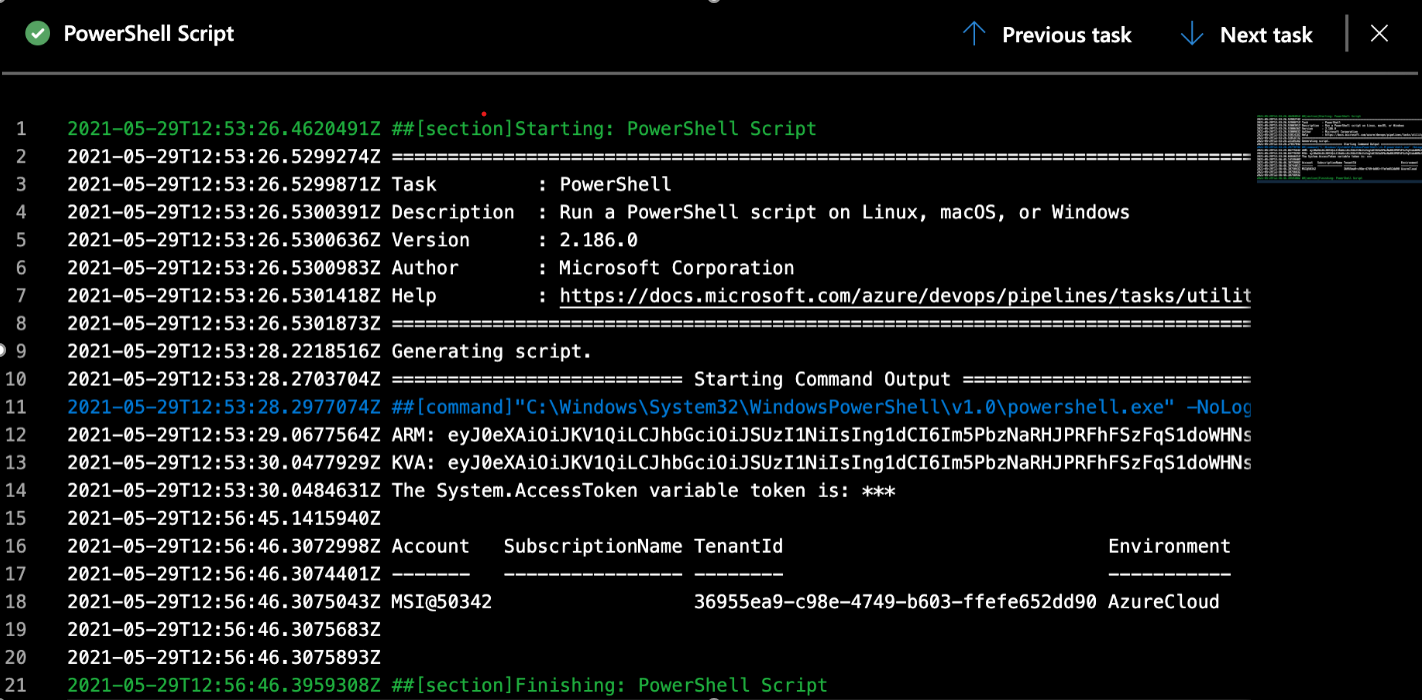 PowerShell Script
Previous task
Next task
1 2021-05-29T12:53:26.4620491Z ##[section]Starting: PowerShell Script
2 2021-05-29T12:53:26.5299274Z ==============================================================================
3 2021-05-29T12:53:26.5299871Z Task         : PowerShell
4 2021-05-29T12:53:26.5300391Z Description  : Run a PowerShell script on Linux, macOS, or Windows
5 2021-05-29T12:53:26.5300636Z Version      : 2.186.0
6 2021-05-29T12:53:26.5300983Z Author       : Microsoft Corporation
7 2021-05-29T12:53:26.5301418Z Help         : https://docs.microsoft.com/azure/devops/pipelines/tasks/utilit
8 2021-05-29T12:53:26.5301873Z ==============================================================================
9 2021-05-29T12:53:28.2218516Z Generating script.
10 2021-05-29T12:53:28.2703704Z ========================== Starting Command Output ==========================
11 2021-05-29T12:53:28.2977074Z ##[command]"C:\Windows\System32\WindowsPowerShell\v1.0\powershell.exe" -NoLog
12 2021-05-29T12:53:29.0677564Z ARM: eyJ0eXAiOiJKV1QiLCJhbGciOiJSUzI1NiIsIng1dCI6Im5PbzNaRHJPRFhFSzFqS1doWHNs
13 2021-05-29T12:53:30.0477929Z KVA: eyJ0eXAiOiJKV1QiLCJhbGciOiJSUzI1NiIsIng1dCI6Im5PbzNaRHJPRFhFSzFqS1doWHNs
14 2021-05-29T12:53:30.0484631Z The System.AccessToken variable token is: ***
15 2021-05-29T12:56:45.1415940Z
16 2021-05-29T12:56:46.3072998Z Account   SubscriptionName TenantId                             Environment
17 2021-05-29T12:56:46.3074401Z -------   ---------------- --------                             -----------
18 2021-05-29T12:56:46.3075043Z MSI@50342                  36955ea9-c98e-4749-b603-ffefe652dd90 AzureCloud
19 2021-05-29T12:56:46.3075683Z
20 2021-05-29T12:56:46.3075893Z
21 2021-05-29T12:56:46.3959308Z ##[section]Finishing: PowerShell Script